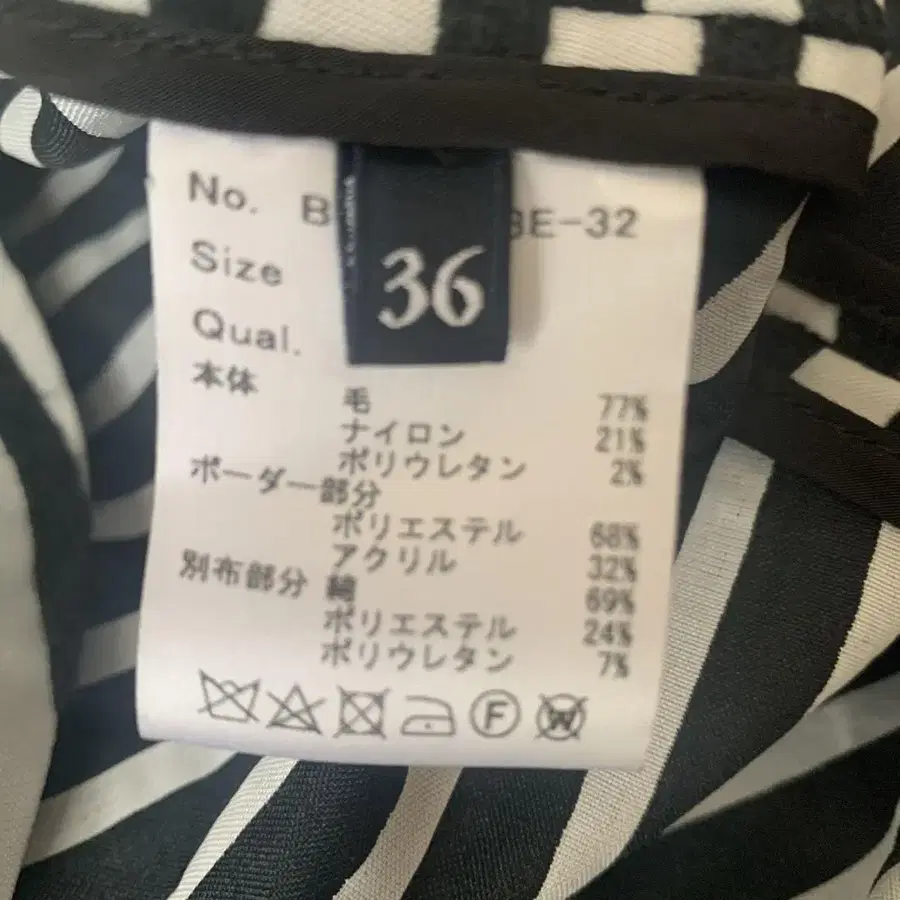 No. B BE-32
Size 36
Qual.
本体
毛 77%
ナイロン 21%
ポリウレタン 2%
ボーダー部分
ポリエステル 68%
アクリル 32%
別布部分 綿 69%
ポリエステル 24%
ポリウレタン 7%
F W